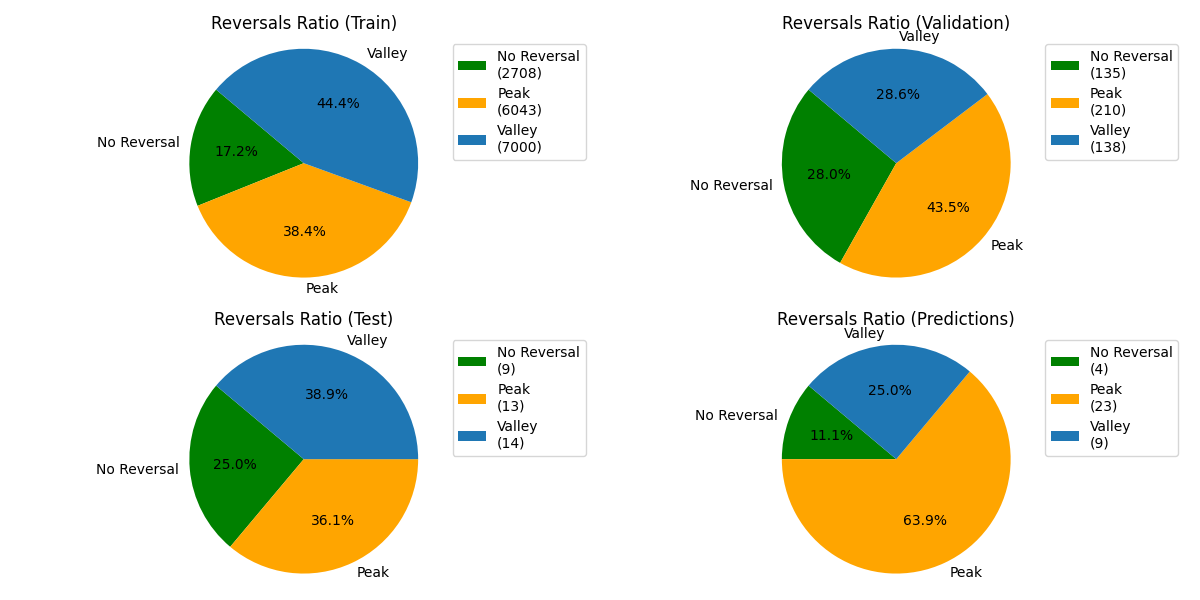 Reversals Ratio (Train)
Valley
44.4%
No Reversal
17.2%
38.4%
Peak
No Reversal
(2708)
Peak
(6043)
Valley
(7000)
Reversals Ratio (Validation)
Valley
28.6%
No Reversal
28.0%
43.5%
Peak
No Reversal
(135)
Peak
(210)
Valley
(138)
Reversals Ratio (Test)
Valley
38.9%
No Reversal
25.0%
36.1%
Peak
No Reversal
(9)
Peak
(13)
Valley
(14)
Reversals Ratio (Predictions)
Valley
25.0%
No Reversal
11.1%
63.9%
Peak
No Reversal
(4)
Peak
(23)
Valley
(9)